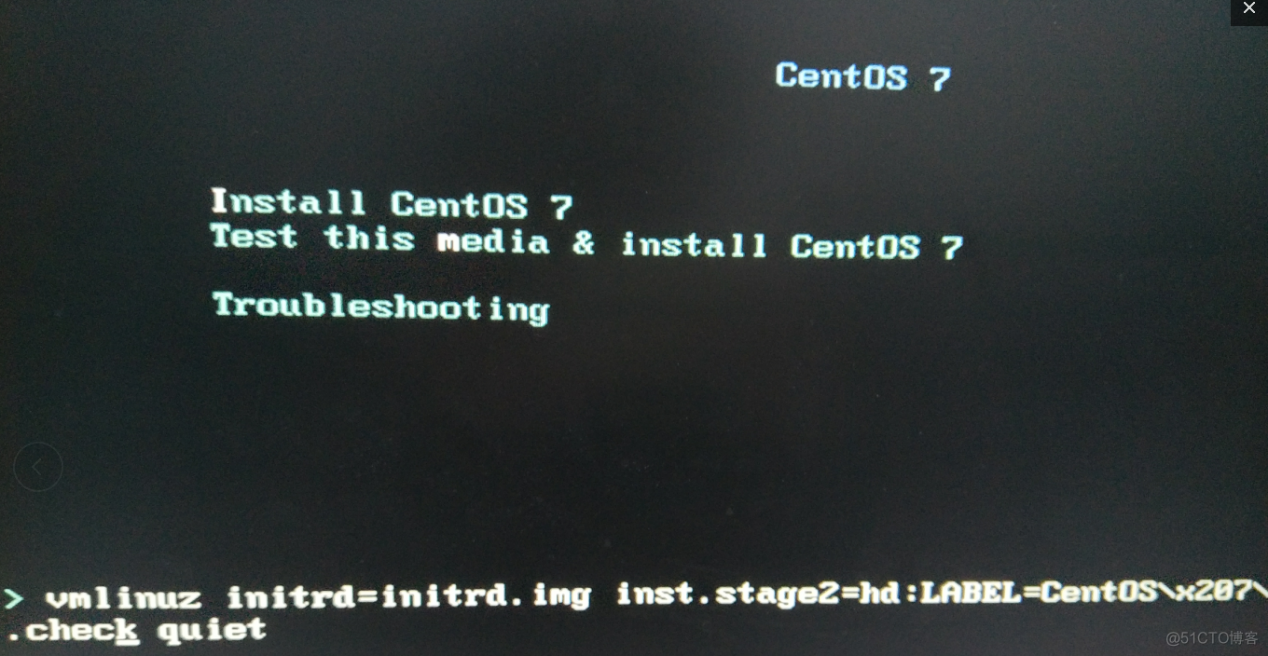 CentOS 7
Install CentOS 7
Test this media & install CentOS 7
Troubleshooting
> vmlinuz initrd=initrd.img inst.stage2=hd:LABEL=CentOS\x207\
.check quiet
@51CTO博客